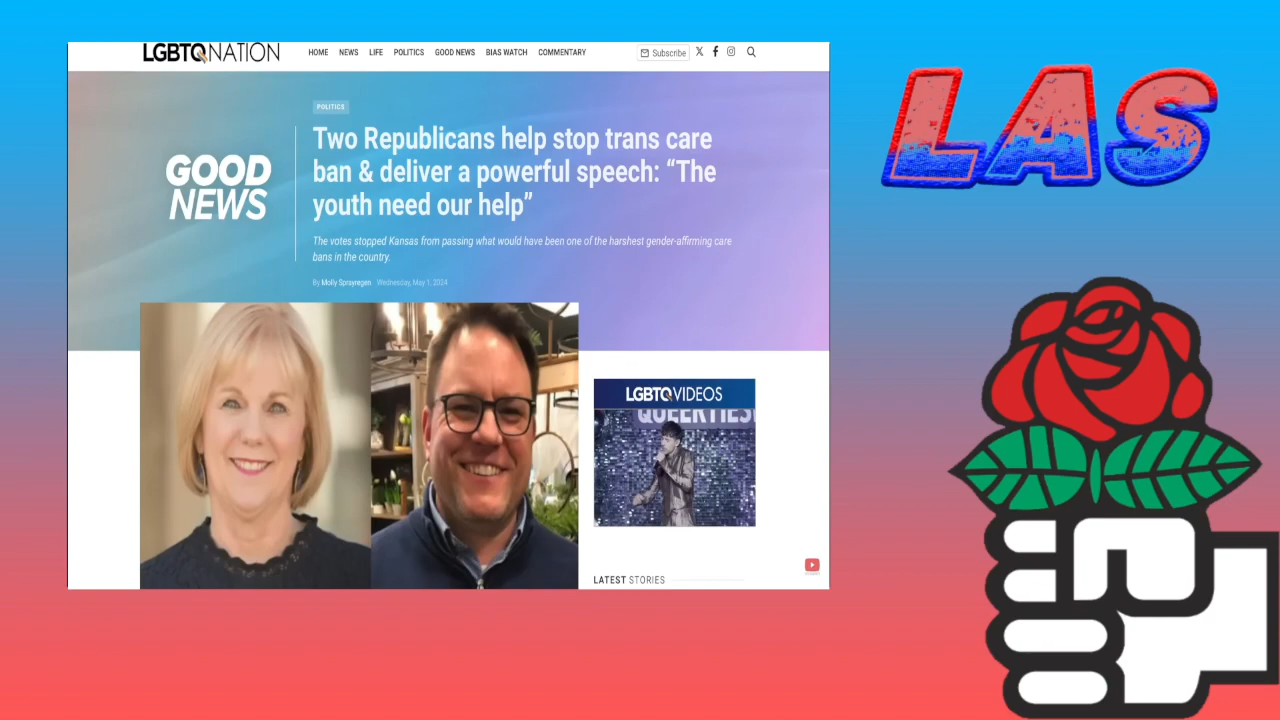 LGBTQNATION
HOME NEWS LIFE POLITICS GOOD NEWS BIAS WATCH COMMENTARY
Subscribe
LAS
POLITICS
GOOD
NEWS
Two Republicans help stop trans care
ban & deliver a powerful speech: “The
youth need our help”
The votes stopped Kansas from passing what would have been one of the harshest gender-affirming care
bans in the country.
By Molly Sprayregen Wednesday, May 1, 2024
LGBTQVIDEOS
QUEERTIES
LATEST STORIES